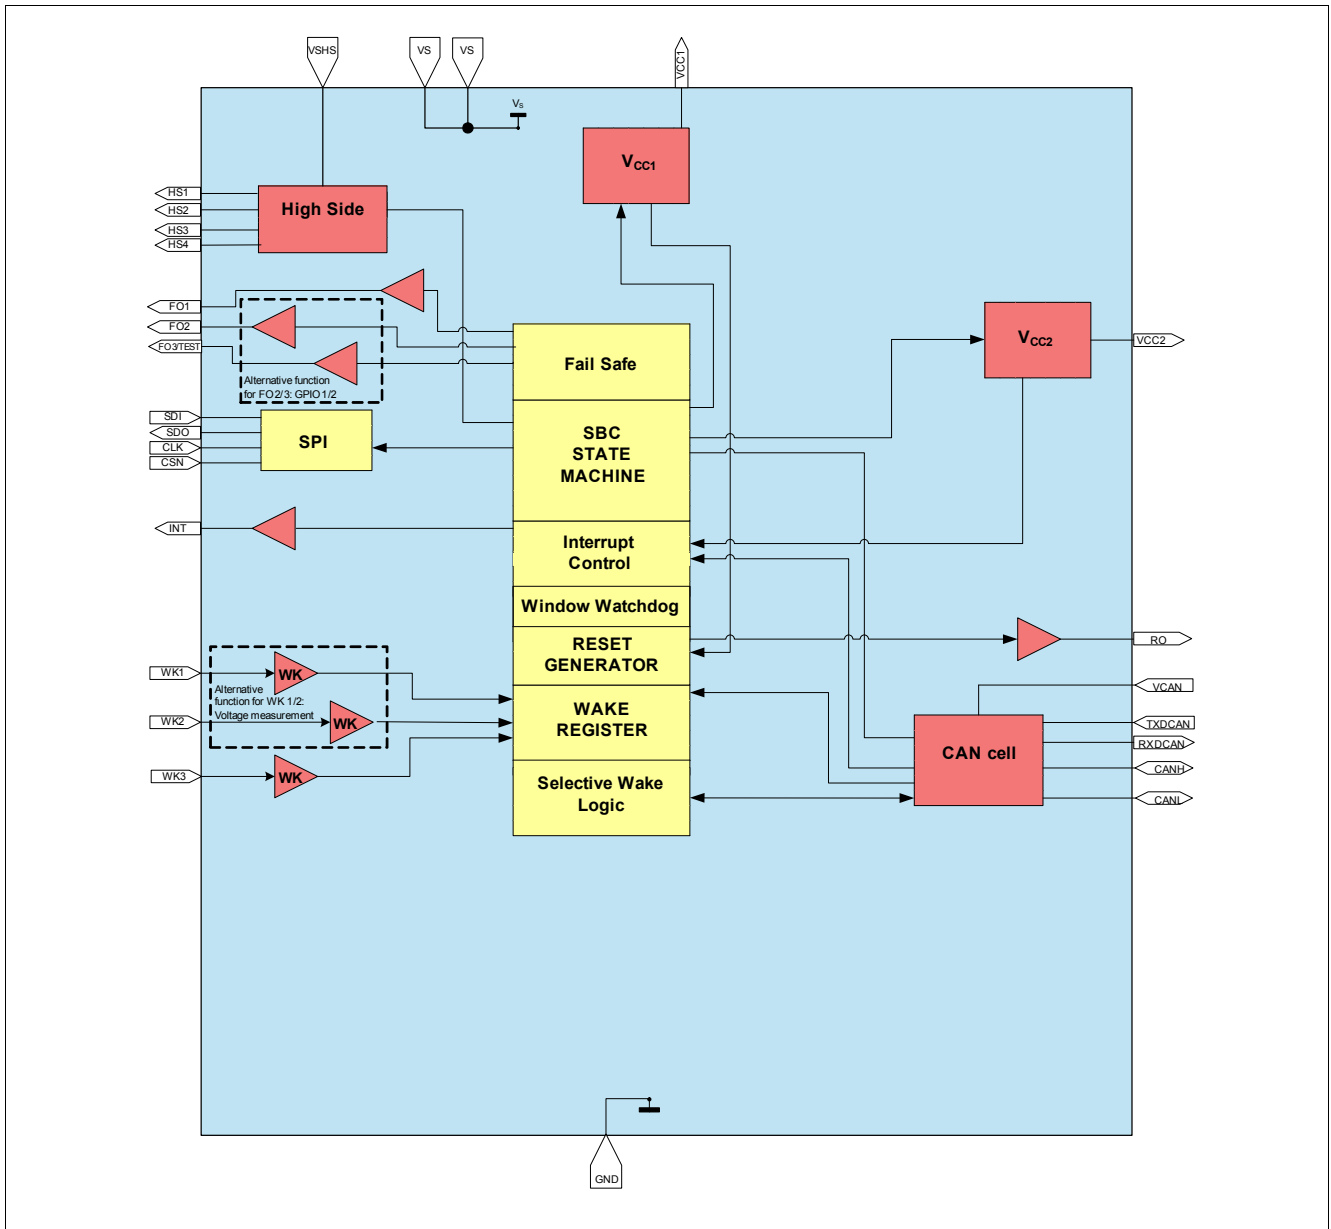 VSHS
VS
VS
VCC1
VS
VCC1
HS1
HS2
HS3
HS4
High Side
FO1
FO2
FO3/TEST
Alternative function
for FO2/3: GPIO1/2
Fail Safe
VCC2
VCC2
SDI
SDO
CLK
CSN
SPI
SBC
STATE
MACHINE
INT
Interrupt
Control
Window Watchdog
RESET
GENERATOR
RO
WK1
WK
Alternative
function for WK 1/2:
Voltage measurement
WK2
WK
WK3
WK
WAKE
REGISTER
Selective Wake
Logic
CAN cell
VCAN
TXDCAN
RXDCAN
CANH
CANL
GND